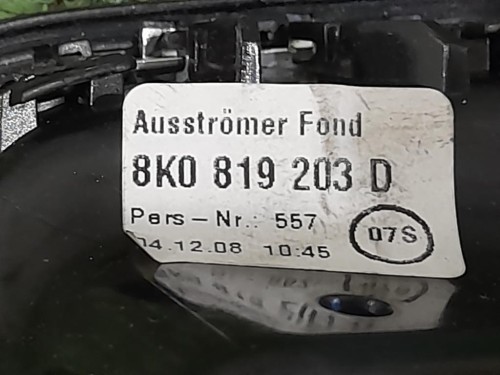 Ausströmer Fond
8K0 819 203 D
Pers-Nr.: 557
07S
04.12.08 10:45